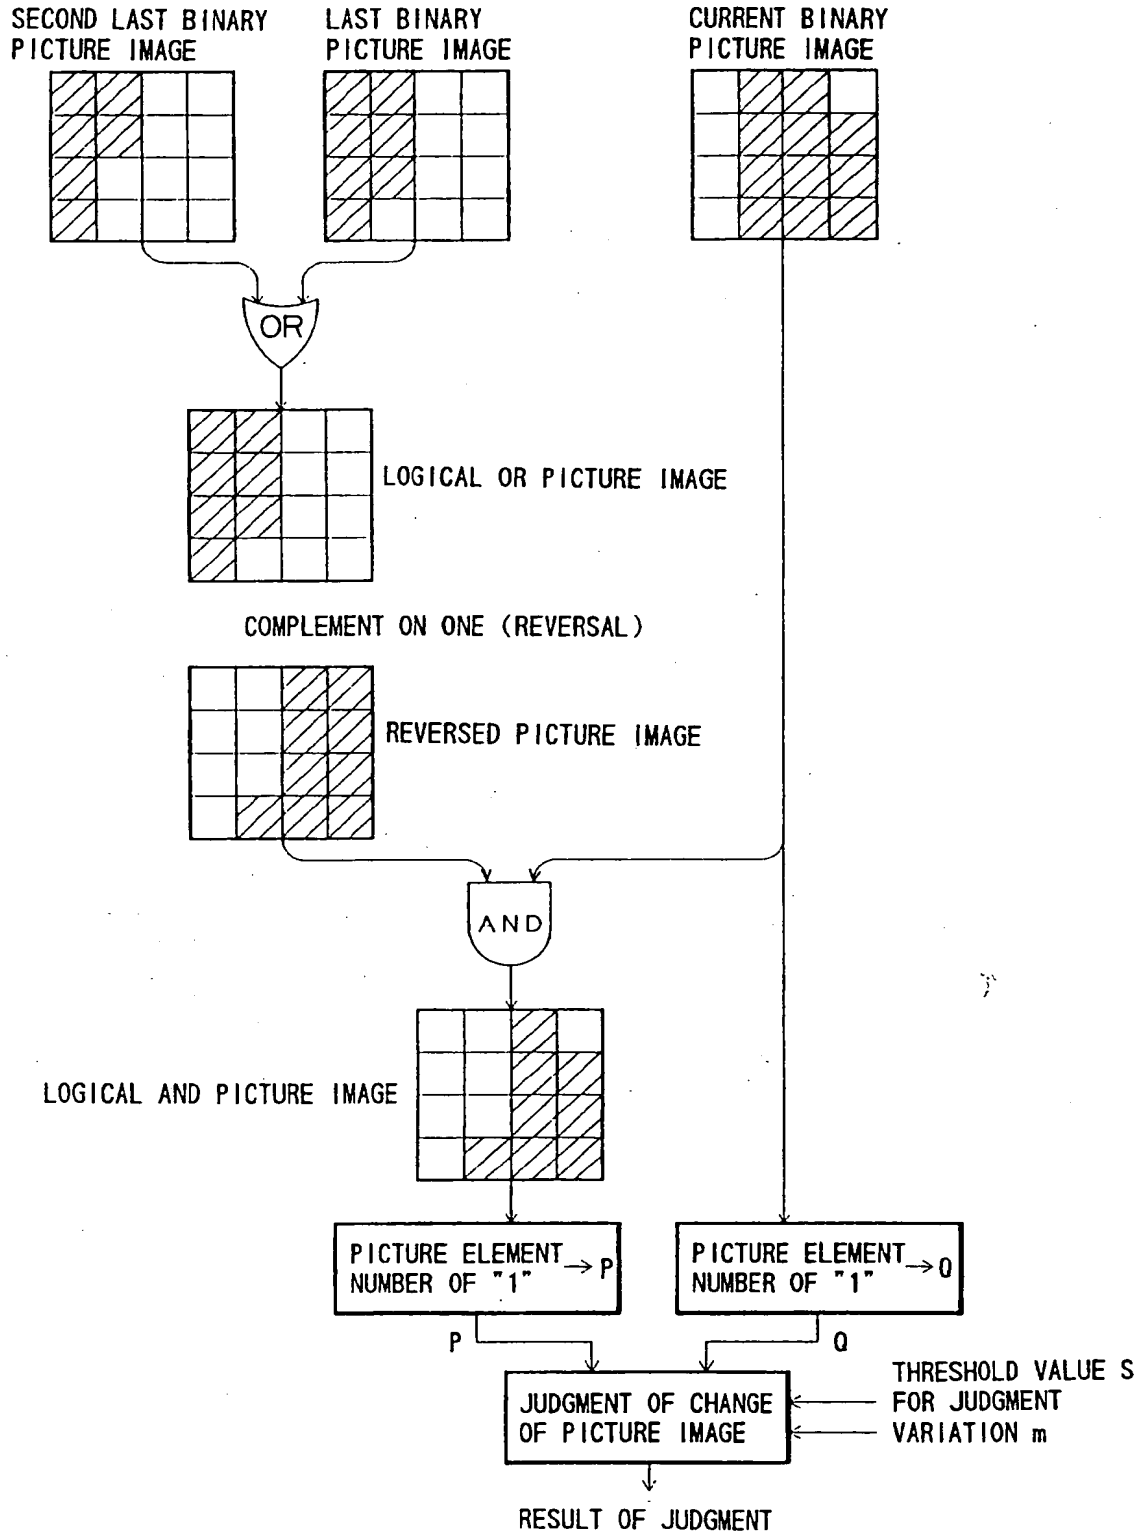 SECOND LAST BINARY
PICTURE IMAGE
LAST BINARY
PICTURE IMAGE
CURRENT BINARY
PICTURE IMAGE
OR
LOGICAL OR PICTURE IMAGE
COMPLEMENT ON ONE (REVERSAL)
REVERSED PICTURE IMAGE
AND
LOGICAL AND PICTURE IMAGE
PICTURE ELEMENT
NUMBER OF "1" → P
PICTURE ELEMENT
NUMBER OF "1" → Q
P
Q
JUDGMENT OF CHANGE
OF PICTURE IMAGE
THRESHOLD VALUE S
FOR JUDGMENT
VARIATION m
RESULT OF JUDGMENT